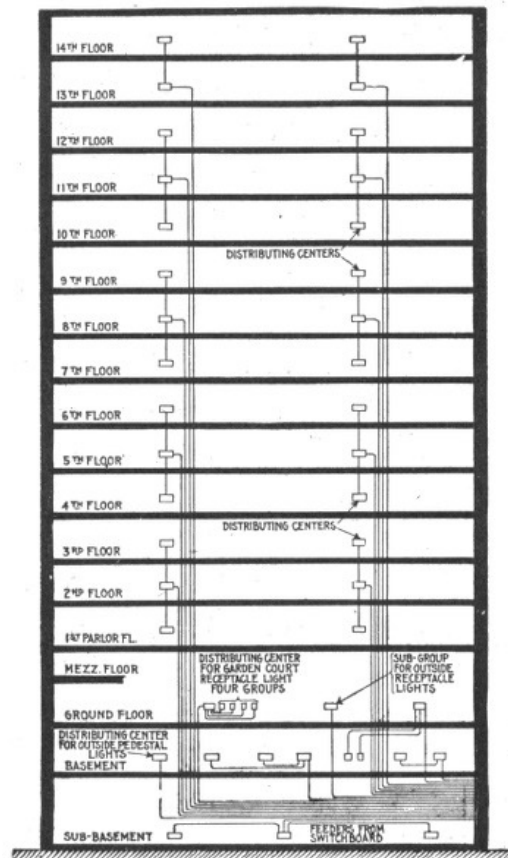 14TH FLOOR
13TH FLOOR
12TH FLOOR
11TH FLOOR
10TH FLOOR
DISTRIBUTING CENTERS
9TH FLOOR
8TH FLOOR
7TH FLOOR
6TH FLOOR
5TH FLOOR
4TH FLOOR
DISTRIBUTING CENTERS
3RD FLOOR
2ND FLOOR
1ST PARLOR FL.
MEZZ. FLOOR
DISTRIBUTING CENTER
FOR GARDEN COURT
RECEPTACLE LIGHT
FOUR GROUPS
SUB-GROUP
FOR OUTSIDE
RECEPTACLE
LIGHTS
GROUND FLOOR
DISTRIBUTING CENTER
FOR OUTSIDE PEDESTAL
LIGHTS
BASEMENT
SUB-BASEMENT
FEEDERS FROM
SWITCHBOARD